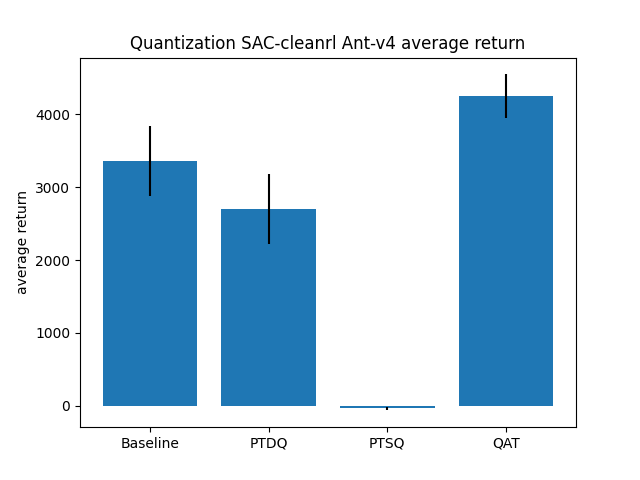 Quantization SAC-cleanrl Ant-v4 average return
average return
4000
3000
2000
1000
0
Baseline PTDQ PTSQ QAT